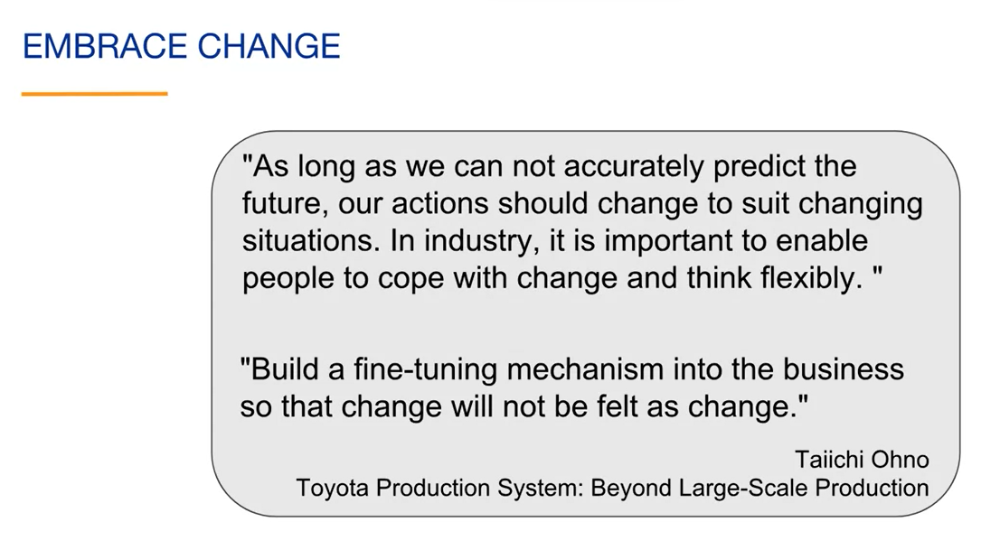 EMBRACE CHANGE
"As long as we can not accurately predict the
future, our actions should change to suit changing
situations. In industry, it is important to enable
people to cope with change and think flexibly. "
"Build a fine-tuning mechanism into the business
so that change will not be felt as change."
Taiichi Ohno
Toyota Production System: Beyond Large-Scale Production